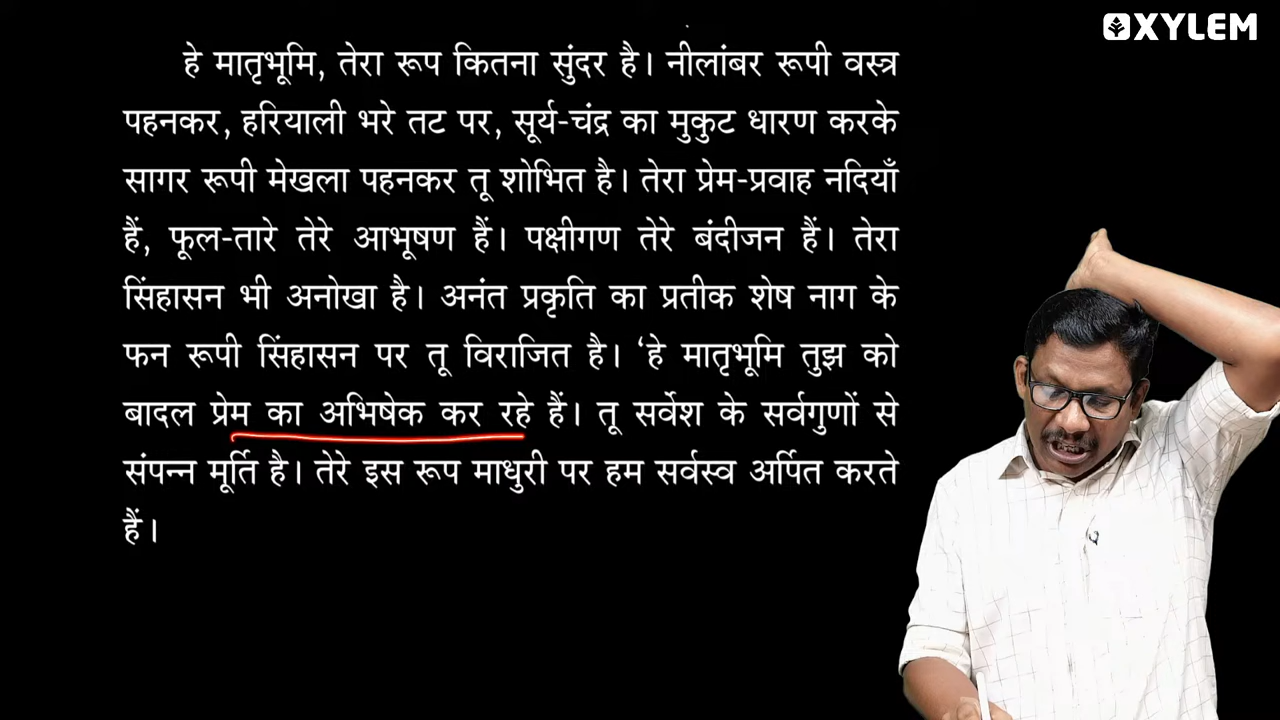 XYLEM
हे मातृभूमि, तेरा रूप कितना सुंदर है। नीलांबर रूपी वस्त्र
पहनकर, हरियाली भरे तट पर, सूर्य-चंद्र का मुकुट धारण करके
सागर रूपी मेखला पहनकर तू शोभित है। तेरा प्रेम-प्रवाह नदियाँ
हैं, फूल-तारे तेरे आभूषण हैं। पक्षीगण तेरे बंदीजन हैं। तेरा
सिंहासन भी अनोखा है। अनंत प्रकृति का प्रतीक शेष नाग के
फन रूपी सिंहासन पर तू विराजित है। ‘हे मातृभूमि तुझ को
बादल प्रेम का अभिषेक कर रहे हैं। तू सर्वेश के सर्वगुणों से
संपन्न मूर्ति है। तेरे इस रूप माधुरी पर हम सर्वस्व अर्पित करते
हैं।